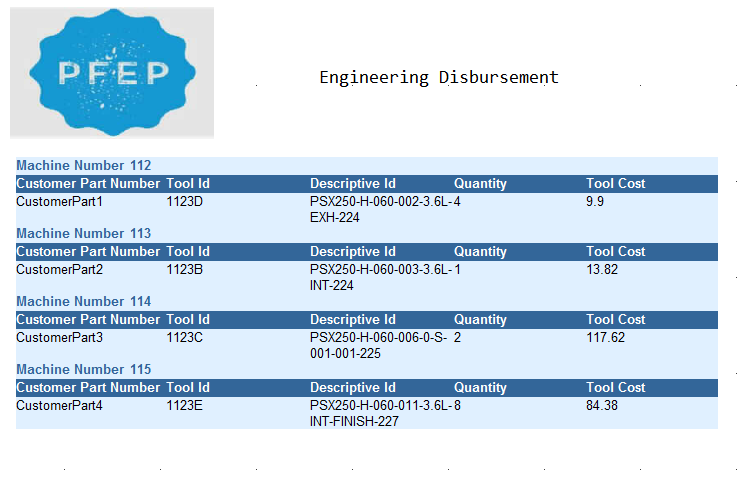 PFEP
Engineering Disbursement
Machine Number 112
Customer Part Number Tool Id Descriptive Id Quantity Tool Cost
CustomerPart1 1123D PSX250-H-060-002-3.6L- 4 9.9
EXH-224
Machine Number 113
Customer Part Number Tool Id Descriptive Id Quantity Tool Cost
CustomerPart2 1123B PSX250-H-060-003-3.6L- 1 13.82
INT-224
Machine Number 114
Customer Part Number Tool Id Descriptive Id Quantity Tool Cost
CustomerPart3 1123C PSX250-H-060-006-0-S- 2 117.62
001-001-225
Machine Number 115
Customer Part Number Tool Id Descriptive Id Quantity Tool Cost
CustomerPart4 1123E PSX250-H-060-011-3.6L- 8 84.38
INT-FINISH-227